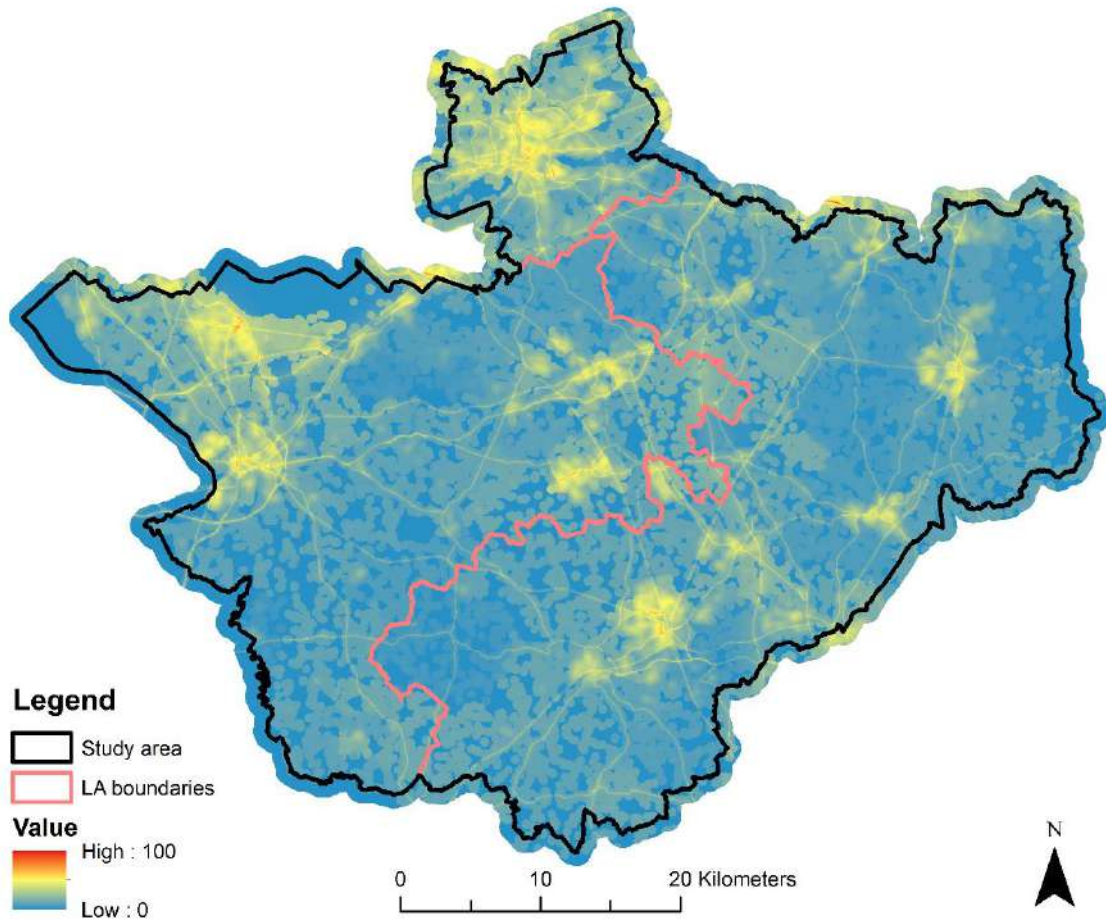 Legend
Study area
LA boundaries
Value
High : 100
Low : 0
0 10 20 Kilometers
N